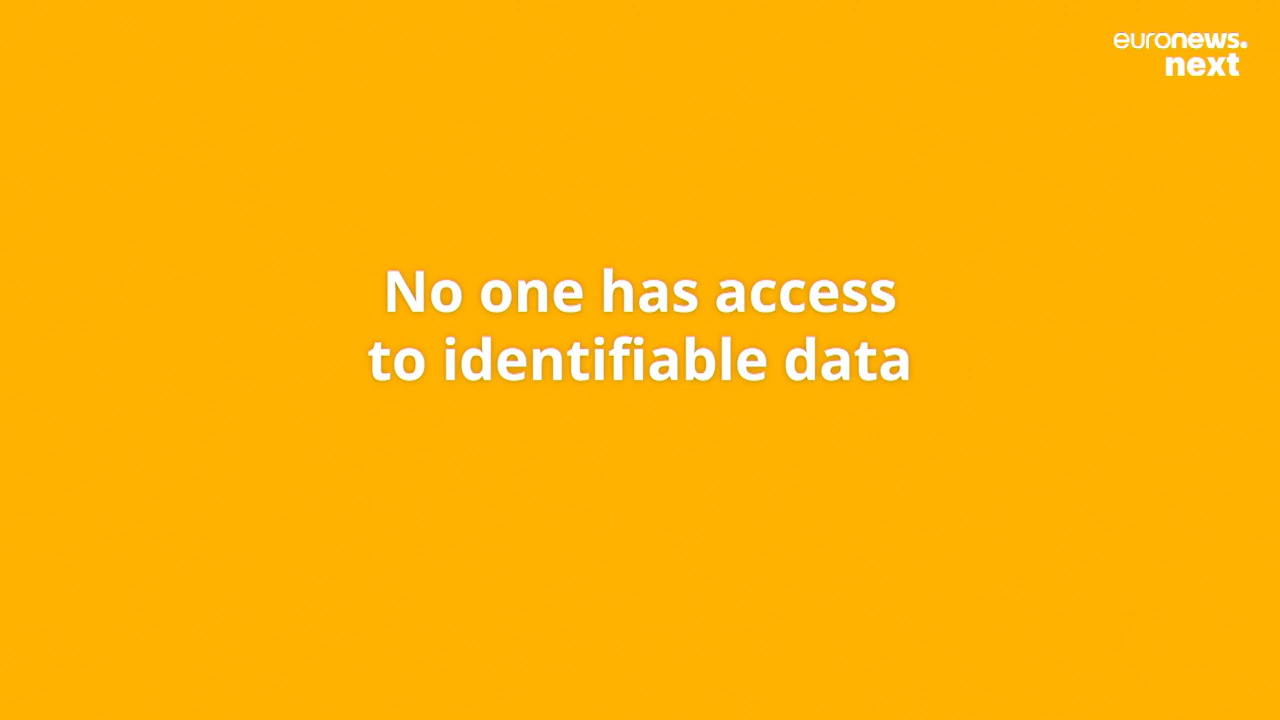 euronews.
next
No one has access
to identifiable data